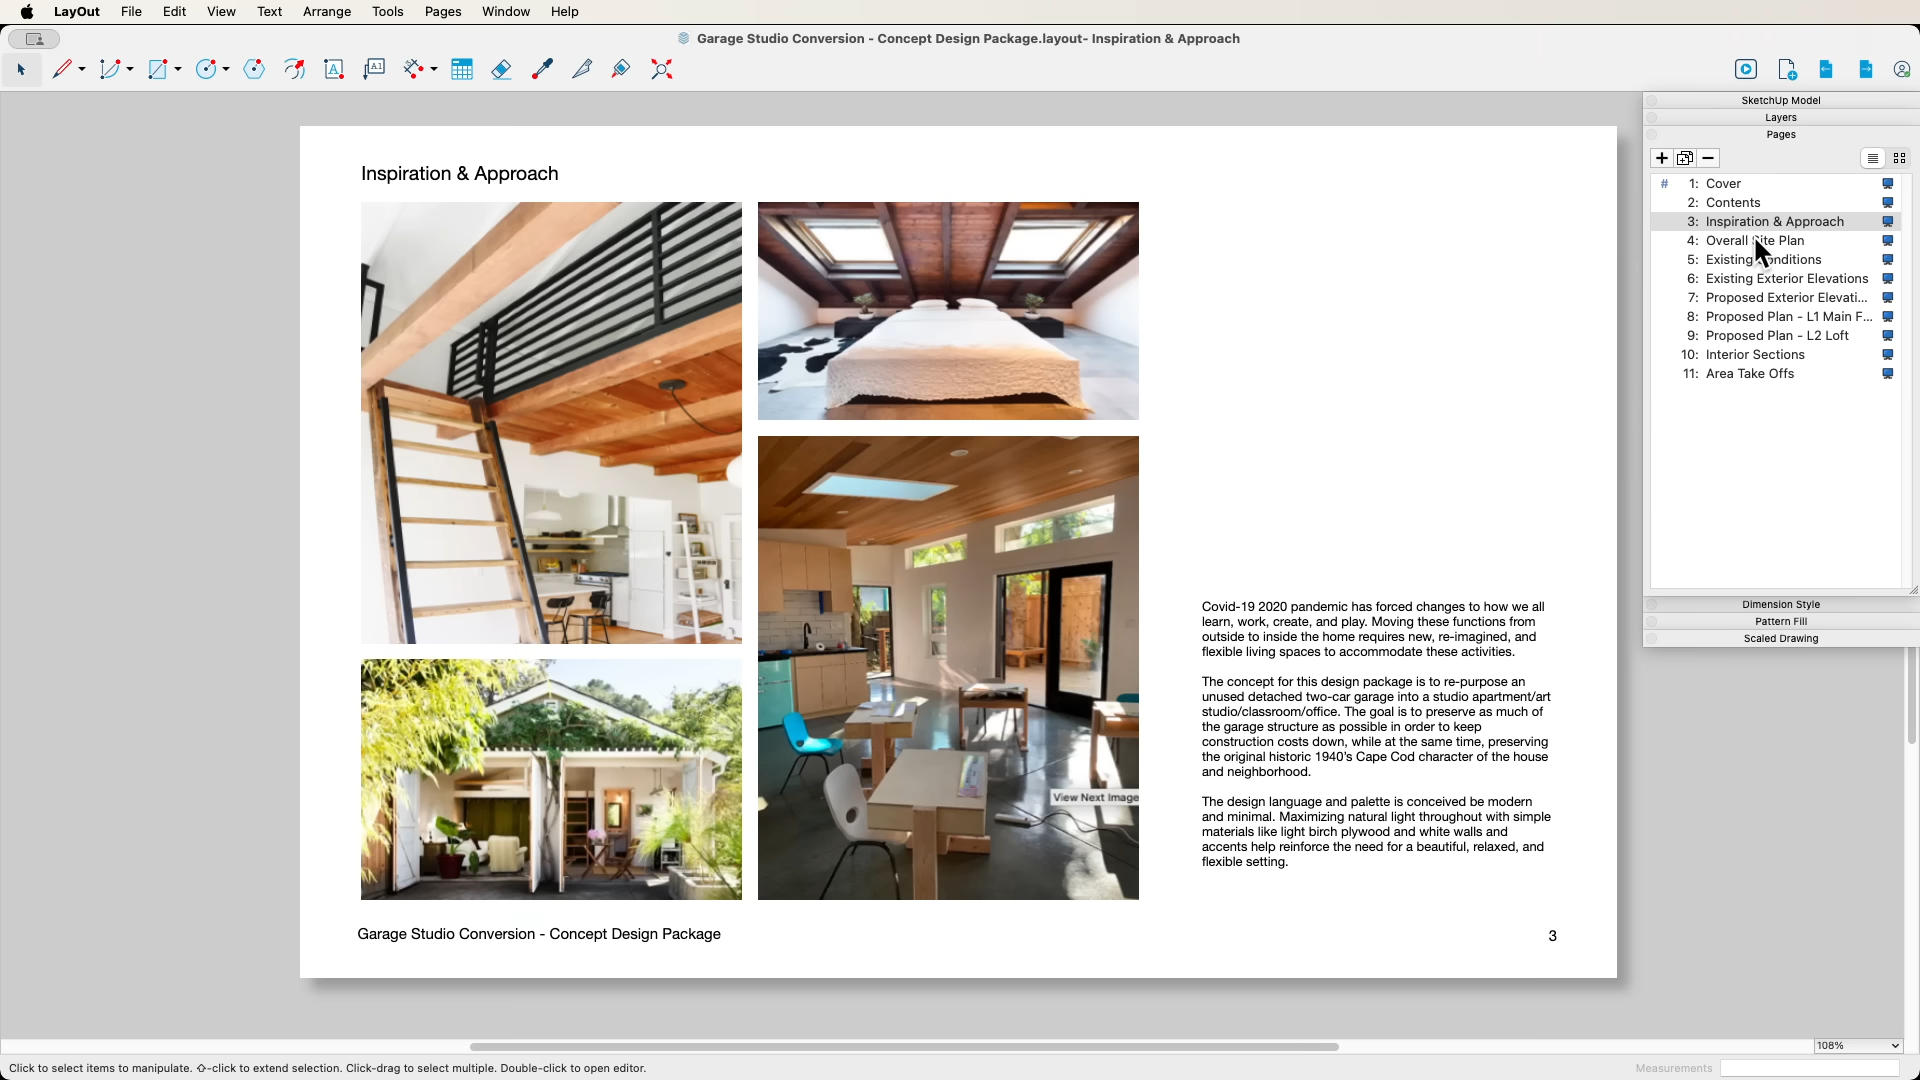 LayOut File Edit View Text Arrange Tools Pages Window Help
Garage Studio Conversion - Concept Design Package.layout- Inspiration & Approach
A1
SketchUp Model
Layers
Pages
# 1: Cover
2: Contents
3: Inspiration & Approach
4: Overall Site Plan
5: Existing Conditions
6: Existing Exterior Elevations
7: Proposed Exterior Elevati...
8: Proposed Plan - L1 Main F...
9: Proposed Plan - L2 Loft
10: Interior Sections
11: Area Take Offs
Dimension Style
Pattern Fill
Scaled Drawing
Inspiration & Approach
View Next Image
Covid-19 2020 pandemic has forced changes to how we all
learn, work, create, and play. Moving these functions from
outside to inside the home requires new, re-imagined, and
flexible living spaces to accommodate these activities.
The concept for this design package is to re-purpose an
unused detached two-car garage into a studio apartment/art
studio/classroom/office. The goal is to preserve as much of
the garage structure as possible in order to keep
construction costs down, while at the same time, preserving
the original historic 1940's Cape Cod character of the house
and neighborhood.
The design language and palette is conceived be modern
and minimal. Maximizing natural light throughout with simple
materials like light birch plywood and white walls and
accents help reinforce the need for a beautiful, relaxed, and
flexible setting.
Garage Studio Conversion - Concept Design Package
3
108%
Click to select items to manipulate. ⇧-click to extend selection. Click-drag to select multiple. Double-click to open editor.
Measurements